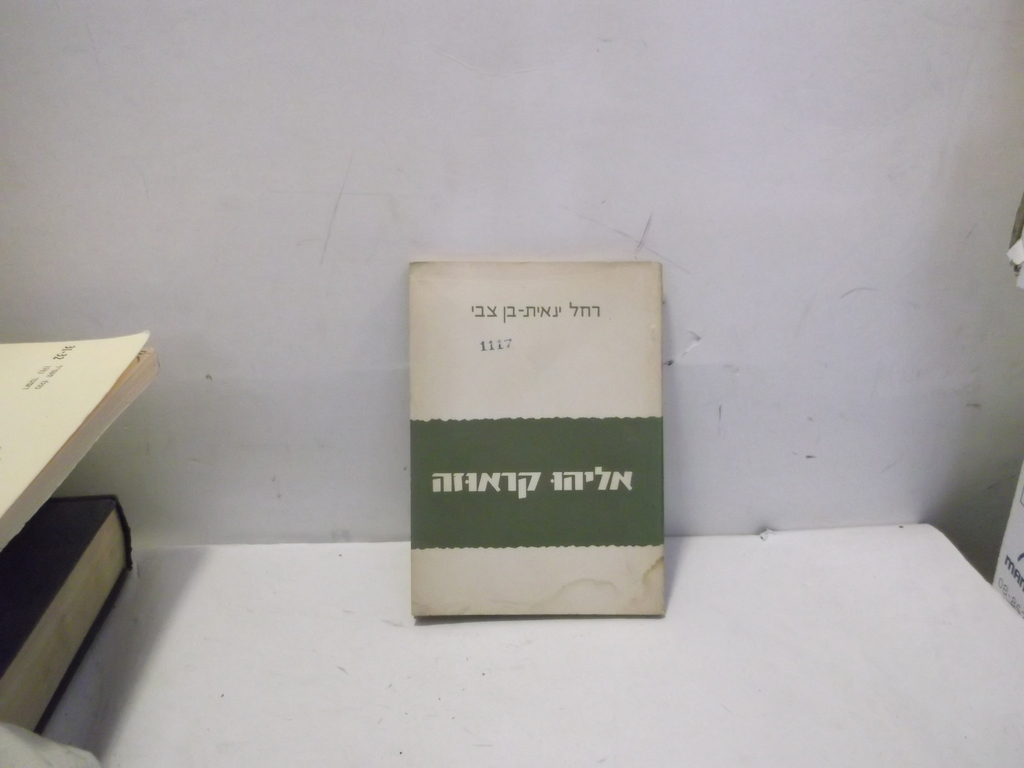 רחל ינאית-בן צבי
1117
אליהו קראוזה